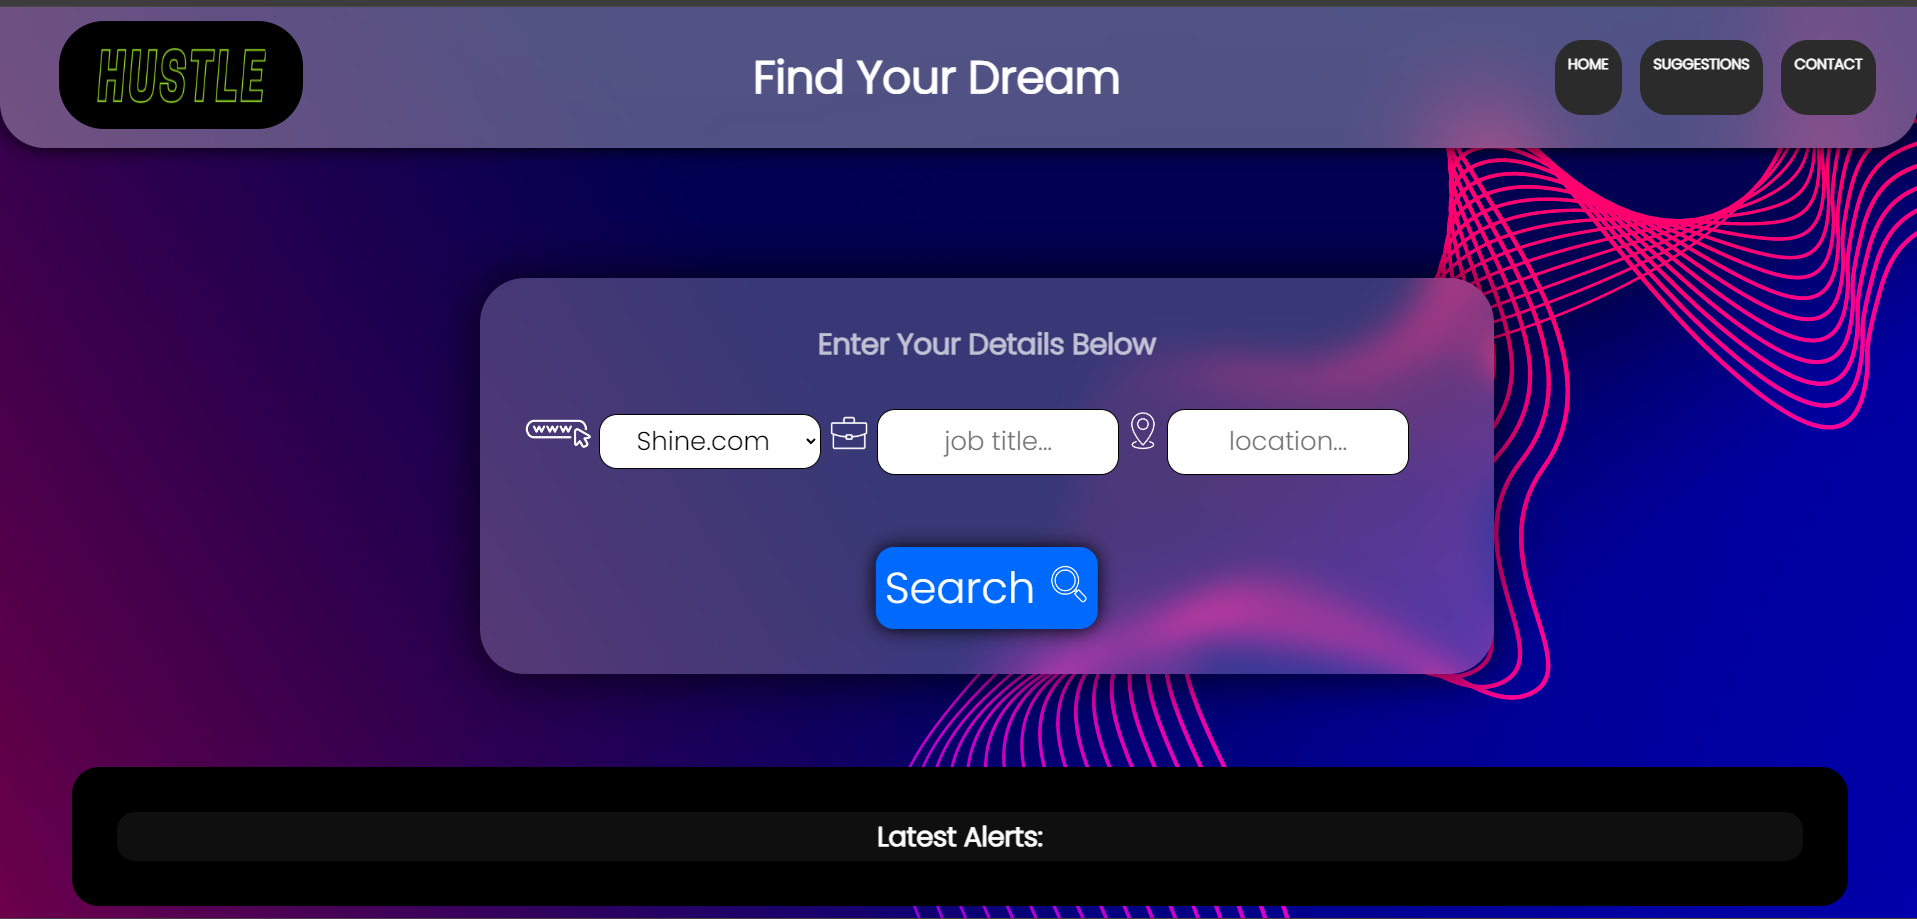 HUSTLE
Find Your Dream
HOME
SUGGESTIONS
CONTACT
Enter Your Details Below
www
Shine.com
job title...
location...
Search
Latest Alerts: